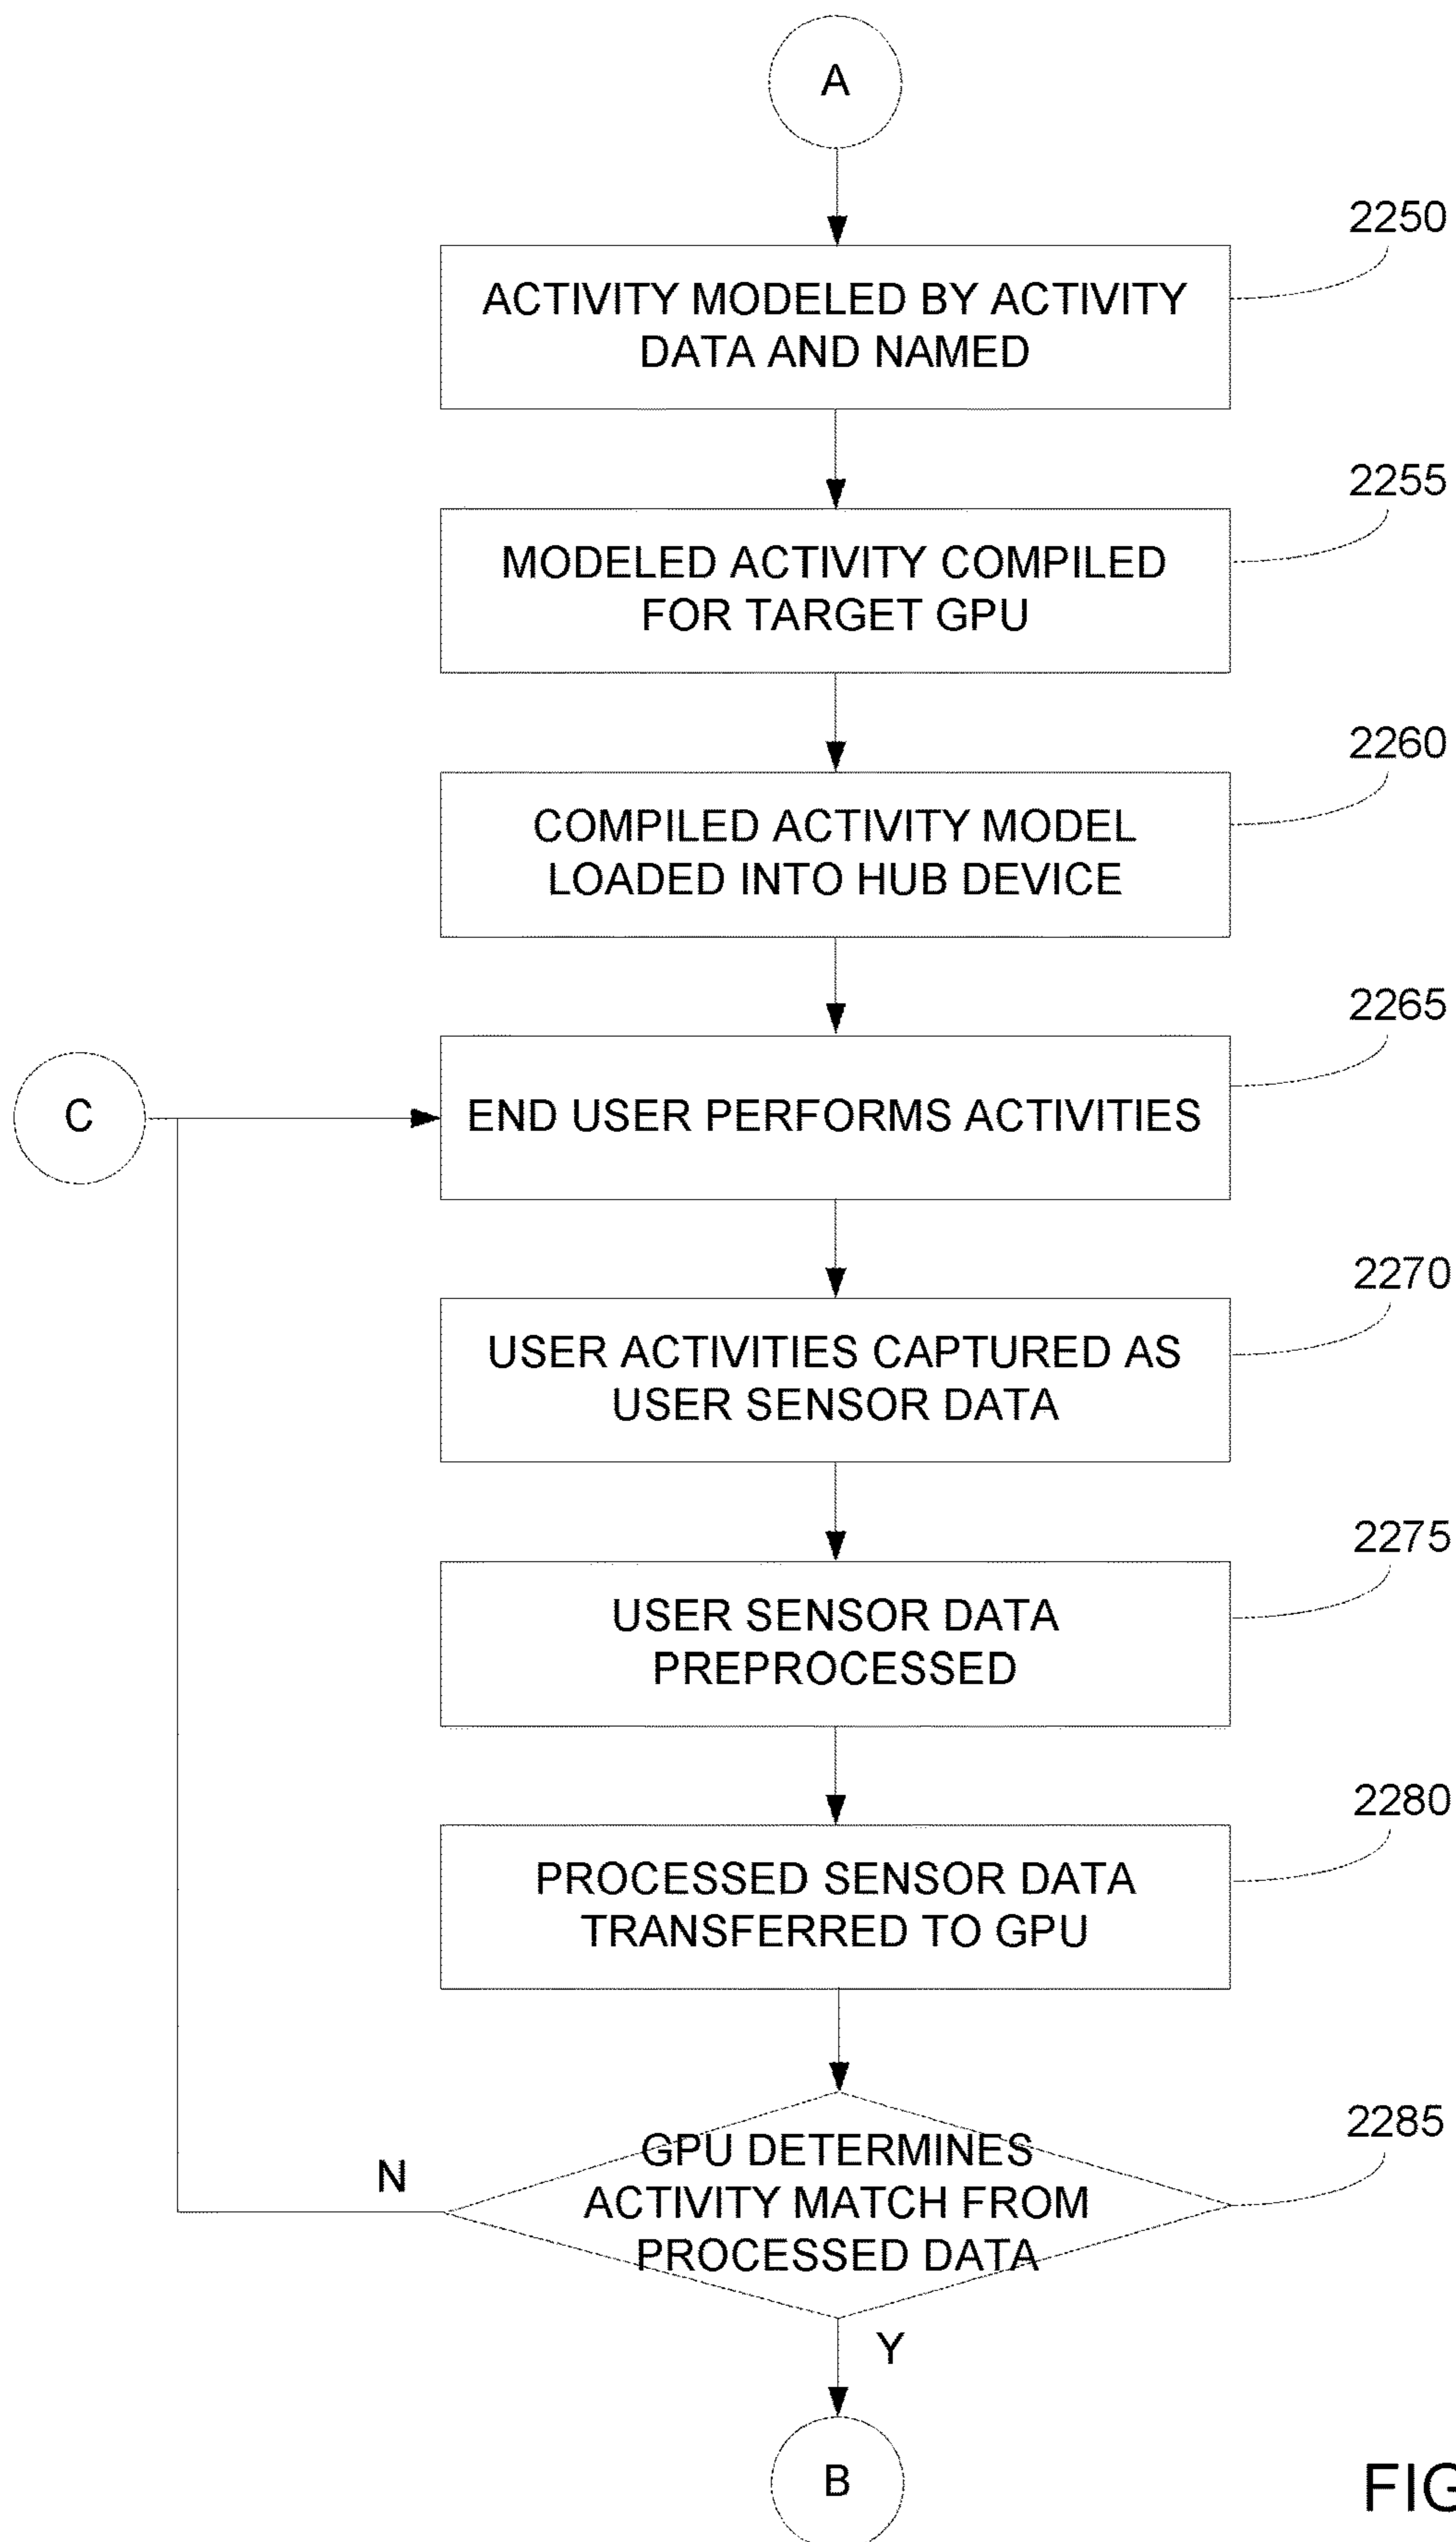 A
2250
ACTIVITY MODELED BY ACTIVITY
DATA AND NAMED
2255
MODELED ACTIVITY COMPILED
FOR TARGET GPU
2260
COMPILED ACTIVITY MODEL
LOADED INTO HUB DEVICE
2265
C
END USER PERFORMS ACTIVITIES
2270
USER ACTIVITIES CAPTURED AS
USER SENSOR DATA
2275
USER SENSOR DATA
PREPROCESSED
2280
PROCESSED SENSOR DATA
TRANSFERRED TO GPU
2285
N
GPU DETERMINES
ACTIVITY MATCH FROM
PROCESSED DATA
Y
B
FIG